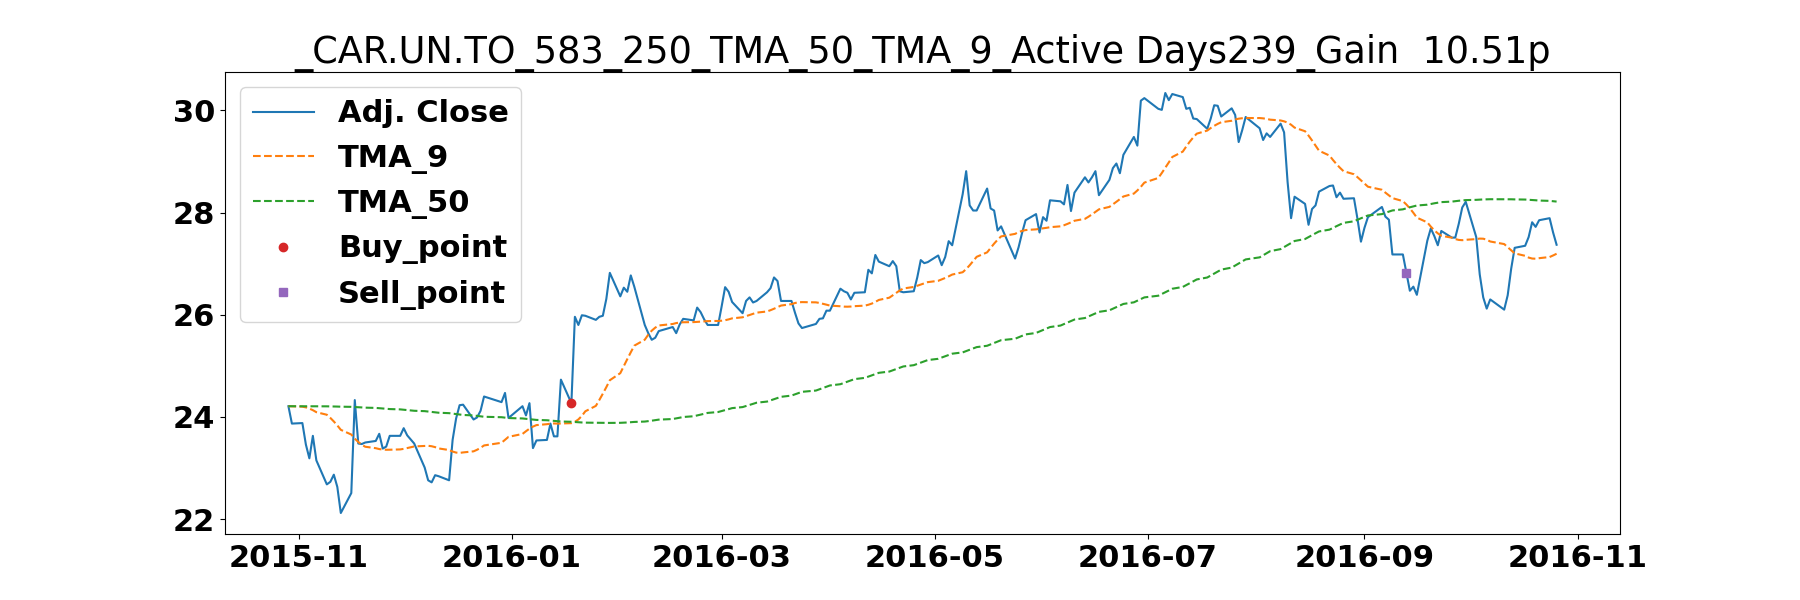 _CAR.UN.TO_583_250_TMA_50_TMA_9_Active Days239_Gain  10.51p
Adj. Close
TMA_9
TMA_50
Buy_point
Sell_point
30
28
26
24
22
2015-11 2016-01 2016-03 2016-05 2016-07 2016-09 2016-11